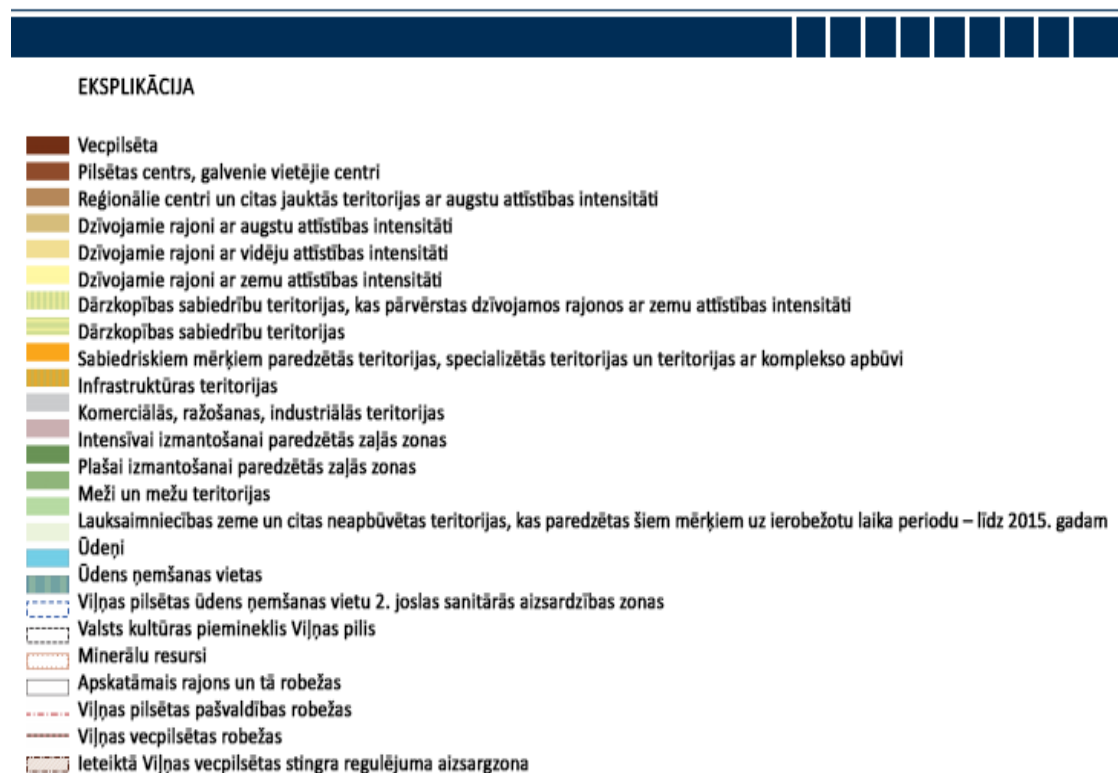 EKSPLIKĀCIJA
Vecpilsēta
Pilsētas centrs, galvenie vietējie centri
Reģionālie centri un citas jauktās teritorijas ar augstu attīstības intensitāti
Dzīvojamie rajoni ar augstu attīstības intensitāti
Dzīvojamie rajoni ar vidēju attīstības intensitāti
Dzīvojamie rajoni ar zemu attīstības intensitāti
Dārzkopības sabiedrību teritorijas, kas pārvērstas dzīvojamos rajonos ar zemu attīstības intensitāti
Dārzkopības sabiedrību teritorijas
Sabiedriskiem mērķiem paredzētās teritorijas, specializētās teritorijas un teritorijas ar komplekso apbūvi
Infrastruktūras teritorijas
Komerciālās, ražošanas, industriālās teritorijas
Intensīvai izmantošanai paredzētās zaļās zonas
Plašai izmantošanai paredzētās zaļās zonas
Meži un mežu teritorijas
Lauksaimniecības zeme un citas neapbūvētas teritorijas, kas paredzētas šiem mērķiem uz ierobežotu laika periodu – līdz 2015. gadam
Ūdeņi
Ūdens ņemšanas vietas
Viļņas pilsētas ūdens ņemšanas vietu 2. joslas sanitārās aizsardzības zonas
Valsts kultūras piemineklis Viļņas pilis
Minerālu resursi
Apskatāmais rajons un tā robežas
Viļņas pilsētas pašvaldības robežas
Viļņas vecpilsētas robežas
Ieteiktā Viļņas vecpilsētas stingra regulējuma aizsargzona